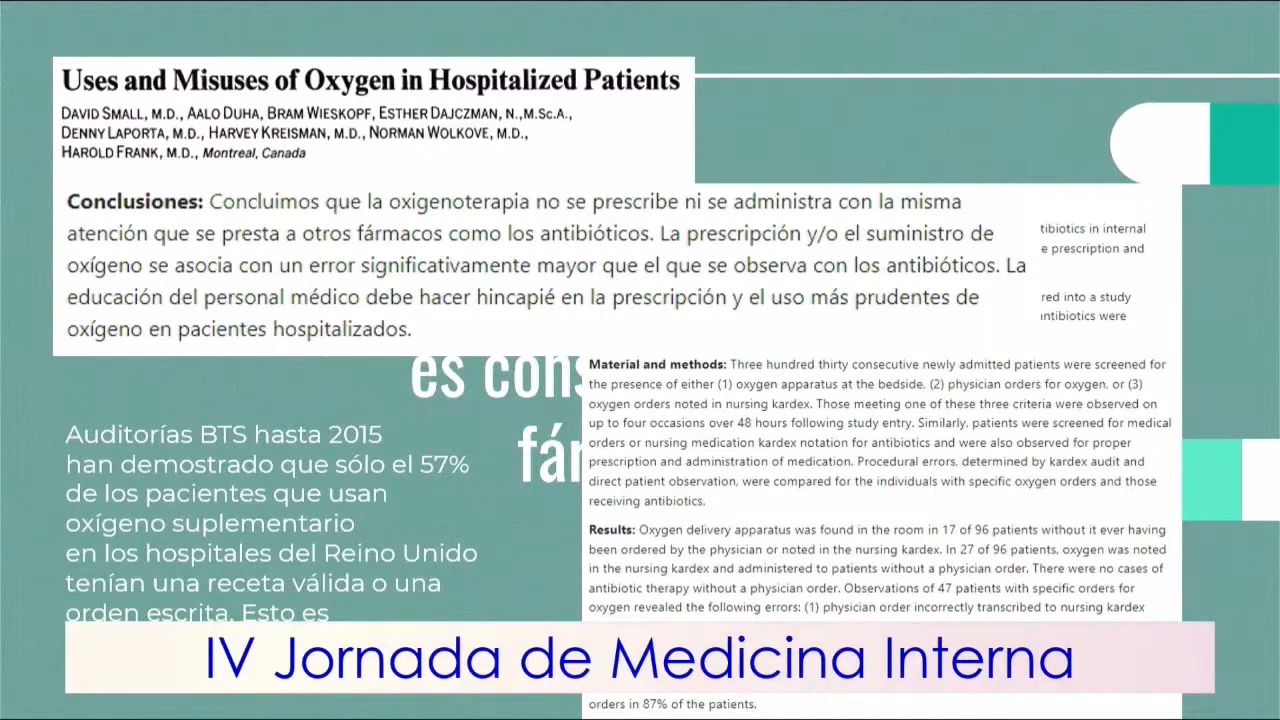 Uses and Misuses of Oxygen in Hospitalized Patients
DAVID SMALL, M.D., AALO DUHA, BRAM WIESKOPF, ESTHER DAJCZMAN, N.,M.Sc.A.,
DENNY LAPORTA, M.D., HARVEY KREISMAN, M.D., NORMAN WOLKOVE, M.D.,
HAROLD FRANK, M.D., Montreal, Canada
Conclusiones: Concluimos que la oxigenoterapia no se prescribe ni se administra con la misma
atención que se presta a otros fármacos como los antibióticos. La prescripción y/o el suministro de
oxígeno se asocia con un error significativamente mayor que el que se observa con los antibióticos. La
educación del personal médico debe hacer hincapié en la prescripción y el uso más prudentes de
oxígeno en pacientes hospitalizados.
tibiotics in internal
e prescription and
red into a study
ntibiotics were
es cons
fár
Auditorías BTS hasta 2015
han demostrado que sólo el 57%
de los pacientes que usan
oxígeno suplementario
en los hospitales del Reino Unido
tenían una receta válida o una
orden escrita. Esto es
Material and methods: Three hundred thirty consecutive newly admitted patients were screened for
the presence of either (1) oxygen apparatus at the bedside, (2) physician orders for oxygen, or (3)
oxygen orders noted in nursing kardex. Those meeting one of these three criteria were observed on
up to four occasions over 48 hours following study entry. Similarly, patients were screened for medical
orders or nursing medication kardex notation for antibiotics and were also observed for proper
prescription and administration of medication. Procedural errors, determined by kardex audit and
direct patient observation, were compared for the individuals with specific oxygen orders and those
receiving antibiotics.
Results: Oxygen delivery apparatus was found in the room in 17 of 96 patients without it ever having
been ordered by the physician or noted in the nursing kardex. In 27 of 96 patients, oxygen was noted
in the nursing kardex and administered to patients without a physician order. There were no cases of
antibiotic therapy without a physician order. Observations of 47 patients with specific orders for
oxygen revealed the following errors: (1) physician order incorrectly transcribed to nursing kardex
IV Jornada de Medicina Interna
orders in 87% of the patients.